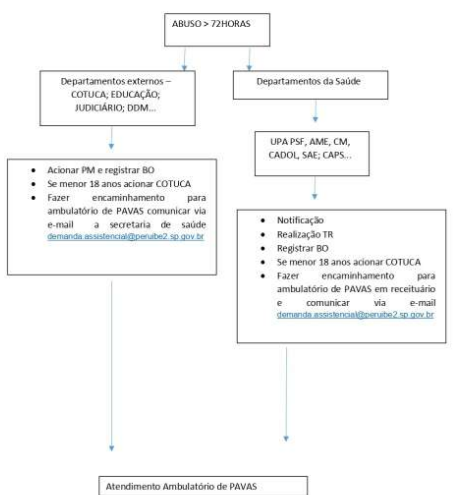 ABUSO > 72HORAS
Departamentos externos –
COTUCA; EDUCAÇÃO;
JUDICIÁRIO; DDM...
Departamentos da Saúde
UPA PSF, AME, CM,
CADOL, SAE; CAPS...
• Acionar PM e registrar BO
• Se menor 18 anos acionar COTUCA
• Fazer encaminhamento para
ambulatório de PAVAS comunicar via
e-mail a secretaria de saúde
demanda.assistencial@peruibe2.sp.gov.br
• Notificação
• Realização TR
• Registrar BO
• Se menor 18 anos acionar COTUCA
• Fazer encaminhamento para
ambulatório de PAVAS em receituário
e comunicar via e-mail
demanda.assistencial@peruibe2.sp.gov.br
Atendimento Ambulatório de PAVAS